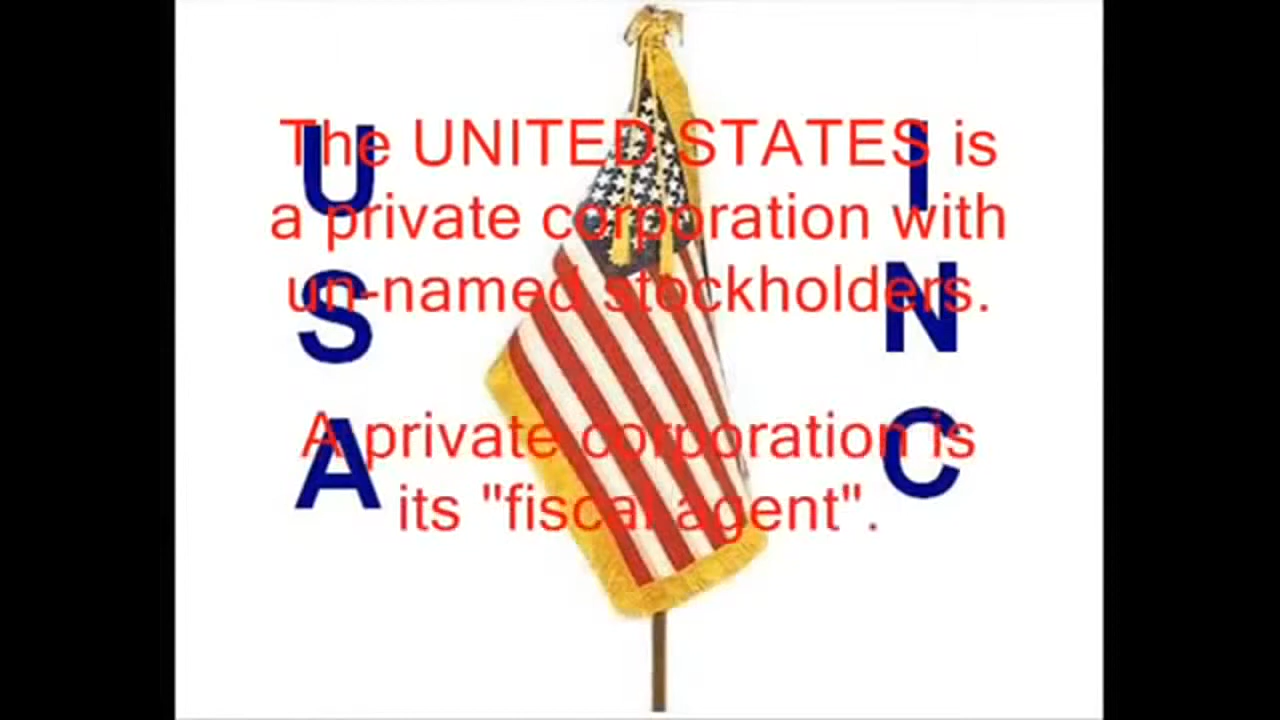 The UNITED STATES is
a private corporation with
un-named stockholders.
A private corporation is
its "fiscal agent".
U
S
A
I
N
C